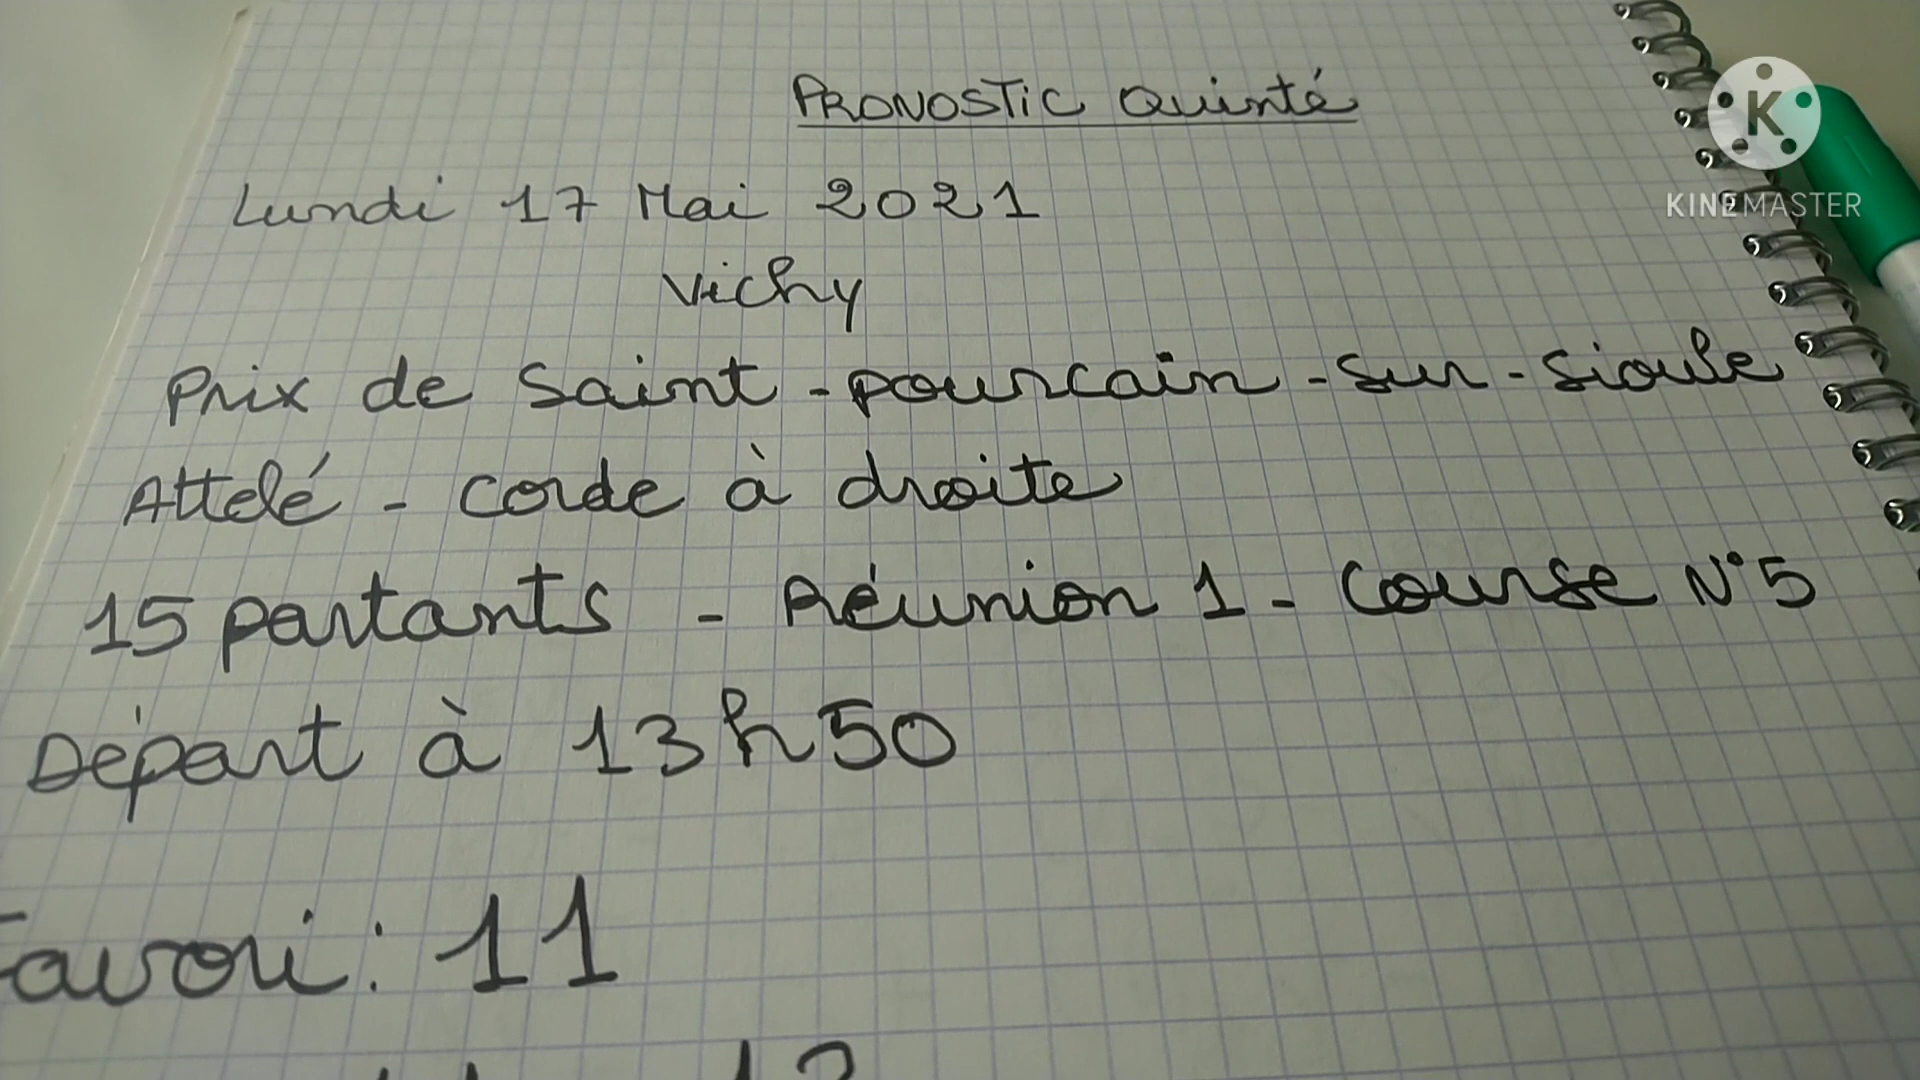 PRONOSTIC Quinté
Lundi 17 Mai 2021
Vichy
Prix de Saint-pourcain-sur-sioule
Attelé - corde à droite
15 partants - Réunion 1 - Course N°5
Départ à 13h50
Favori: 11
K
KINEMASTER